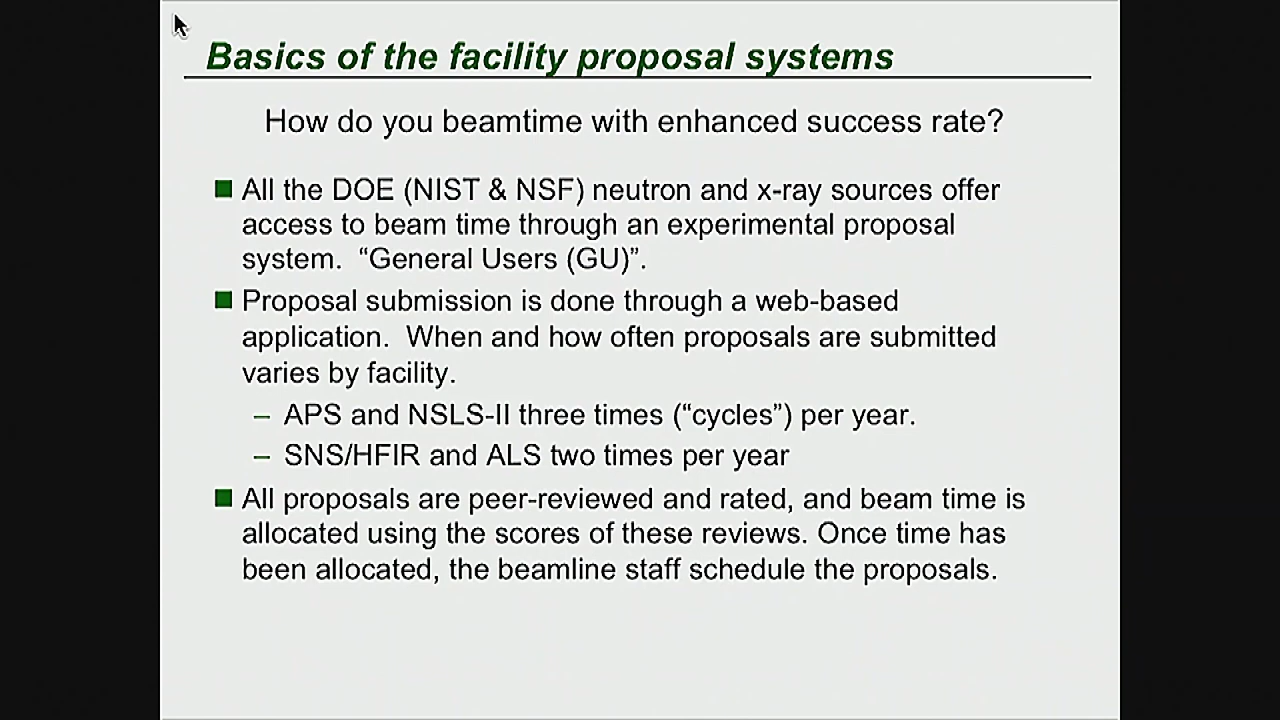 Basics of the facility proposal systems
How do you beamtime with enhanced success rate?
All the DOE (NIST & NSF) neutron and x-ray sources offer
access to beam time through an experimental proposal
system. “General Users (GU)”.
Proposal submission is done through a web-based
application. When and how often proposals are submitted
varies by facility.
– APS and NSLS-II three times (“cycles”) per year.
– SNS/HFIR and ALS two times per year
All proposals are peer-reviewed and rated, and beam time is
allocated using the scores of these reviews. Once time has
been allocated, the beamline staff schedule the proposals.